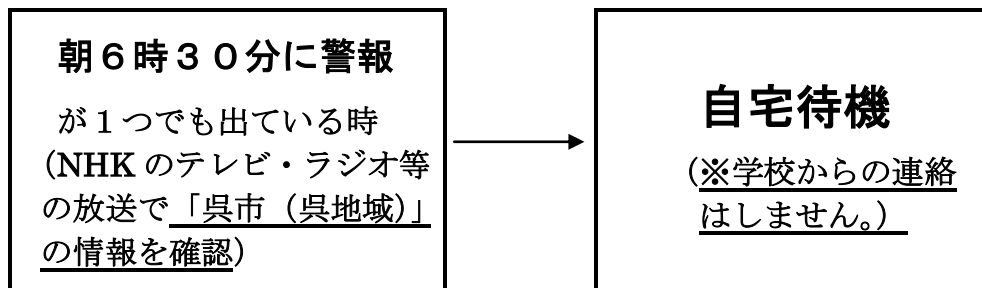 朝６時３０分に警報
が１つでも出ている時
(NHK のテレビ・ラジオ等
の放送で「呉市（呉地域）」
の情報を確認)
自宅待機
(※学校からの連絡
はしません。)